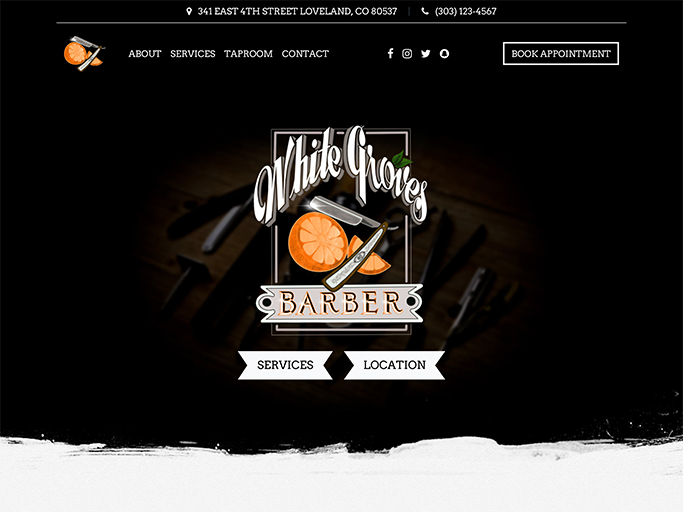 341 EAST 4TH STREET LOVELAND, CO 80537 | (303) 123-4567
ABOUT SERVICES TAPROOM CONTACT BOOK APPOINTMENT
White Groves
BARBER
SERVICES LOCATION